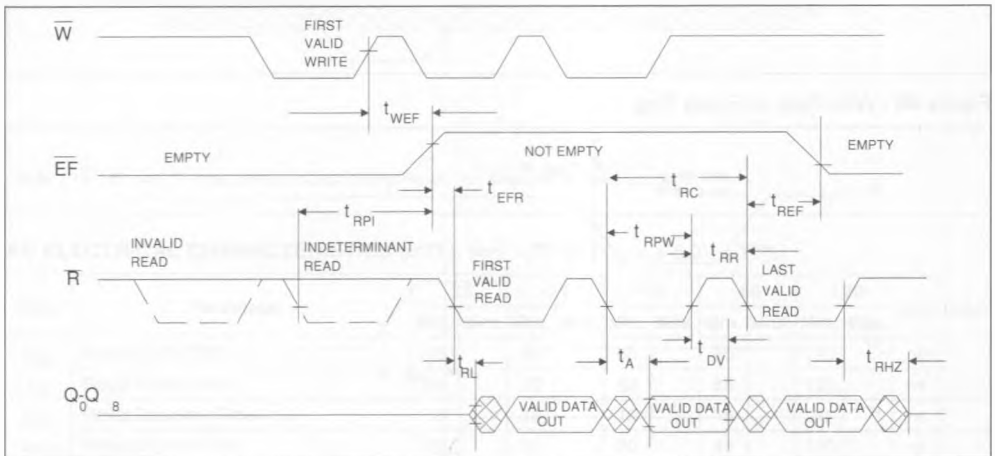 W
FIRST
VALID
WRITE
tWEF
EF
EMPTY
NOT EMPTY
EMPTY
tEFR
tRC
tREF
tRPI
tRPW
tRR
INVALID
READ
INDETERMINANT
READ
FIRST
VALID
READ
LAST
VALID
READ
R
tRL
tA
tDV
tRHZ
Q0-Q8
VALID DATA
OUT
VALID DATA
OUT
VALID DATA
OUT